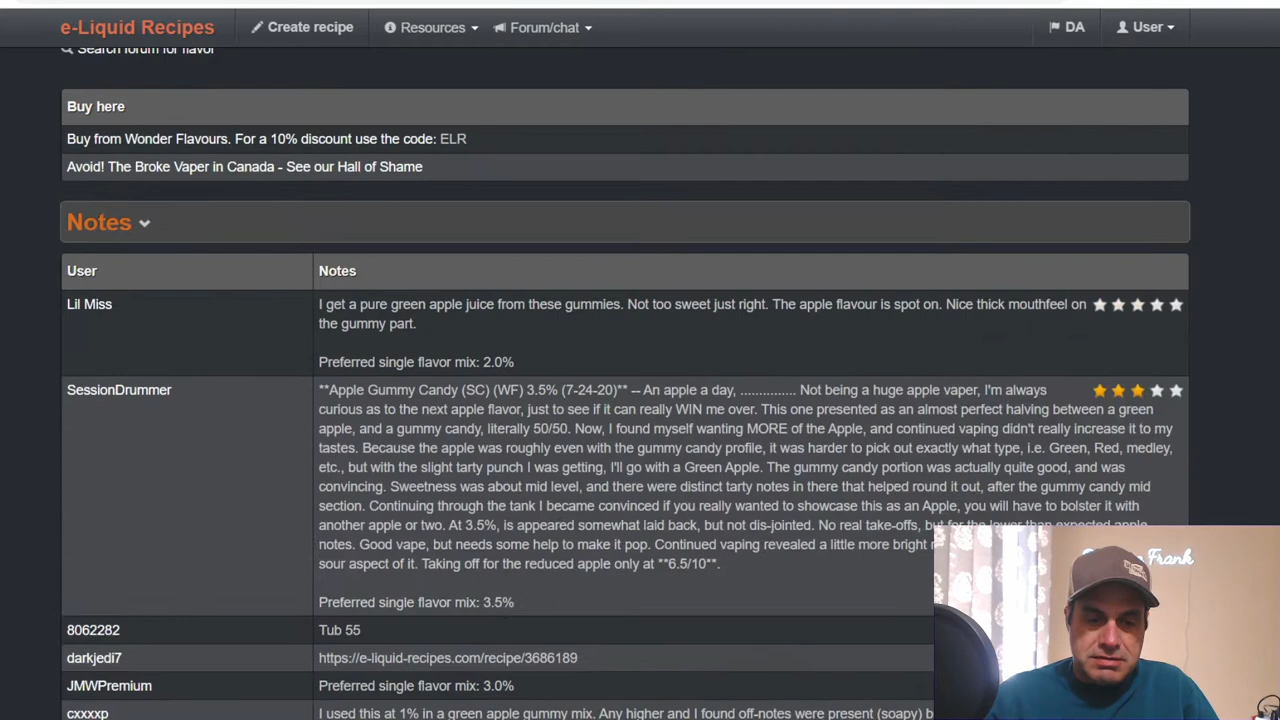 e-Liquid Recipes Create recipe Resources Forum/chat DA User
Search forum for flavor
Buy here
Buy from Wonder Flavours. For a 10% discount use the code: ELR
Avoid! The Broke Vaper in Canada - See our Hall of Shame
Notes
User Notes
Lil Miss I get a pure green apple juice from these gummies. Not too sweet just right. The apple flavour is spot on. Nice thick mouthfeel on
the gummy part.
Preferred single flavor mix: 2.0%
SessionDrummer **Apple Gummy Candy (SC) (WF) 3.5% (7-24-20)** -- An apple a day, ............... Not being a huge apple vaper, I'm always
curious as to the next apple flavor, just to see if it can really WIN me over. This one presented as an almost perfect halving between a green
apple, and a gummy candy, literally 50/50. Now, I found myself wanting MORE of the Apple, and continued vaping didn't really increase it to my
tastes. Because the apple was roughly even with the gummy candy profile, it was harder to pick out exactly what type, i.e. Green, Red, medley,
etc., but with the slight tarty punch I was getting, I'll go with a Green Apple. The gummy candy portion was actually quite good, and was
convincing. Sweetness was about mid level, and there were distinct tarty notes in there that helped round it out, after the gummy candy mid
section. Continuing through the tank I became convinced if you really wanted to showcase this as an Apple, you will have to bolster it with
another apple or two. At 3.5%, is appeared somewhat laid back, but not dis-jointed. No real take-offs, but for the lower than expected apple
notes. Good vape, but needs some help to make it pop. Continued vaping revealed a little more bright
sour aspect of it. Taking off for the reduced apple only at **6.5/10**.
Preferred single flavor mix: 3.5%
8062282 Tub 55
darkjedi7 https://e-liquid-recipes.com/recipe/3686189
JMWPremium Preferred single flavor mix: 3.0%
cxxxxp I used this at 1% in a green apple gummy mix. Any higher and I found off-notes were present (soapy)
Frank